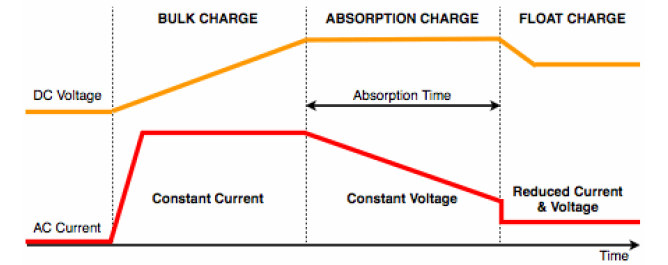 BULK CHARGE
ABSORPTION CHARGE
FLOAT CHARGE
DC Voltage
Absorption Time
Constant Current
Constant Voltage
Reduced Current
& Voltage
AC Current
Time